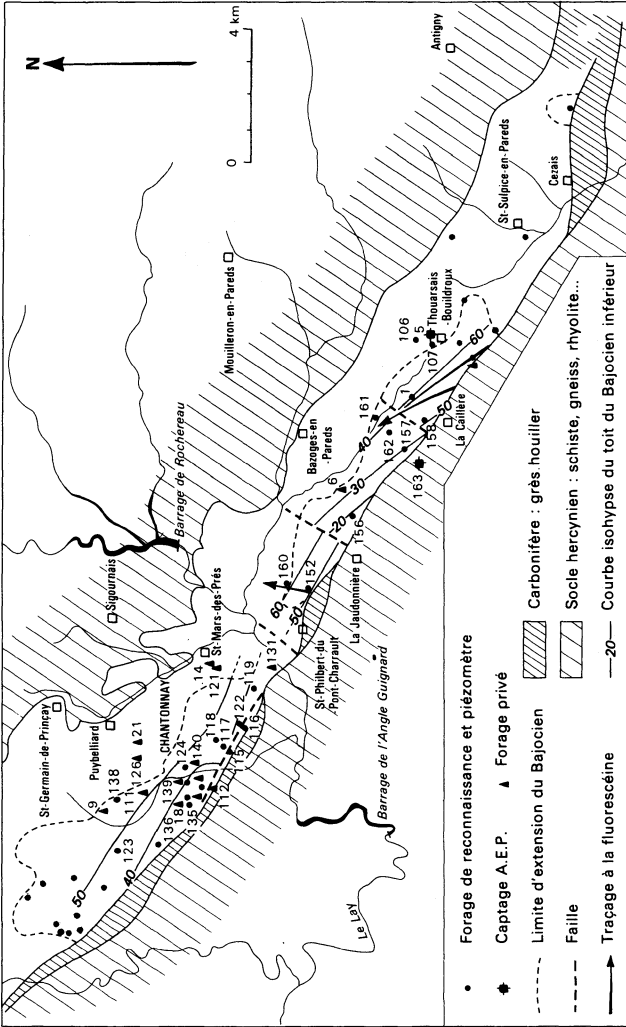 N
0 4 km
Antigny
Mouilleron-en-Pareds
St-Sulpice-en-Pareds
Cezais
Barrage de Rochereau
Sigournais
Bazoges-en
-Pareds
Thouarsais
-Bouildroux
106
5
107
1
60
50
161
40
162
157
158
La Caillère
163
6
30
20
156
La Jaudonnière
160
60
152
50
St-Philbert du
Pont-Charrault
131
St-Mars-des-Prés
14
121
119
St-Germain-de-Prinçay
Puybelliard
CHANTONNAY
21
126
138
9
111
24
118
140
117
122
116
115
139
18
112
135
136
123
50
40
Barrage de l'Angle Guignard
Le Lay
Forage de reconnaissance et piézomètre
Captage A.E.P.
Forage privé
Limite d'extension du Bajocien
Faille
Traçage à la fluorescéine
Carbonifère : grès houiller
Socle hercynien : schiste, gneiss, rhyolite...
—20— Courbe isohypse du toit du Bajocien inférieur